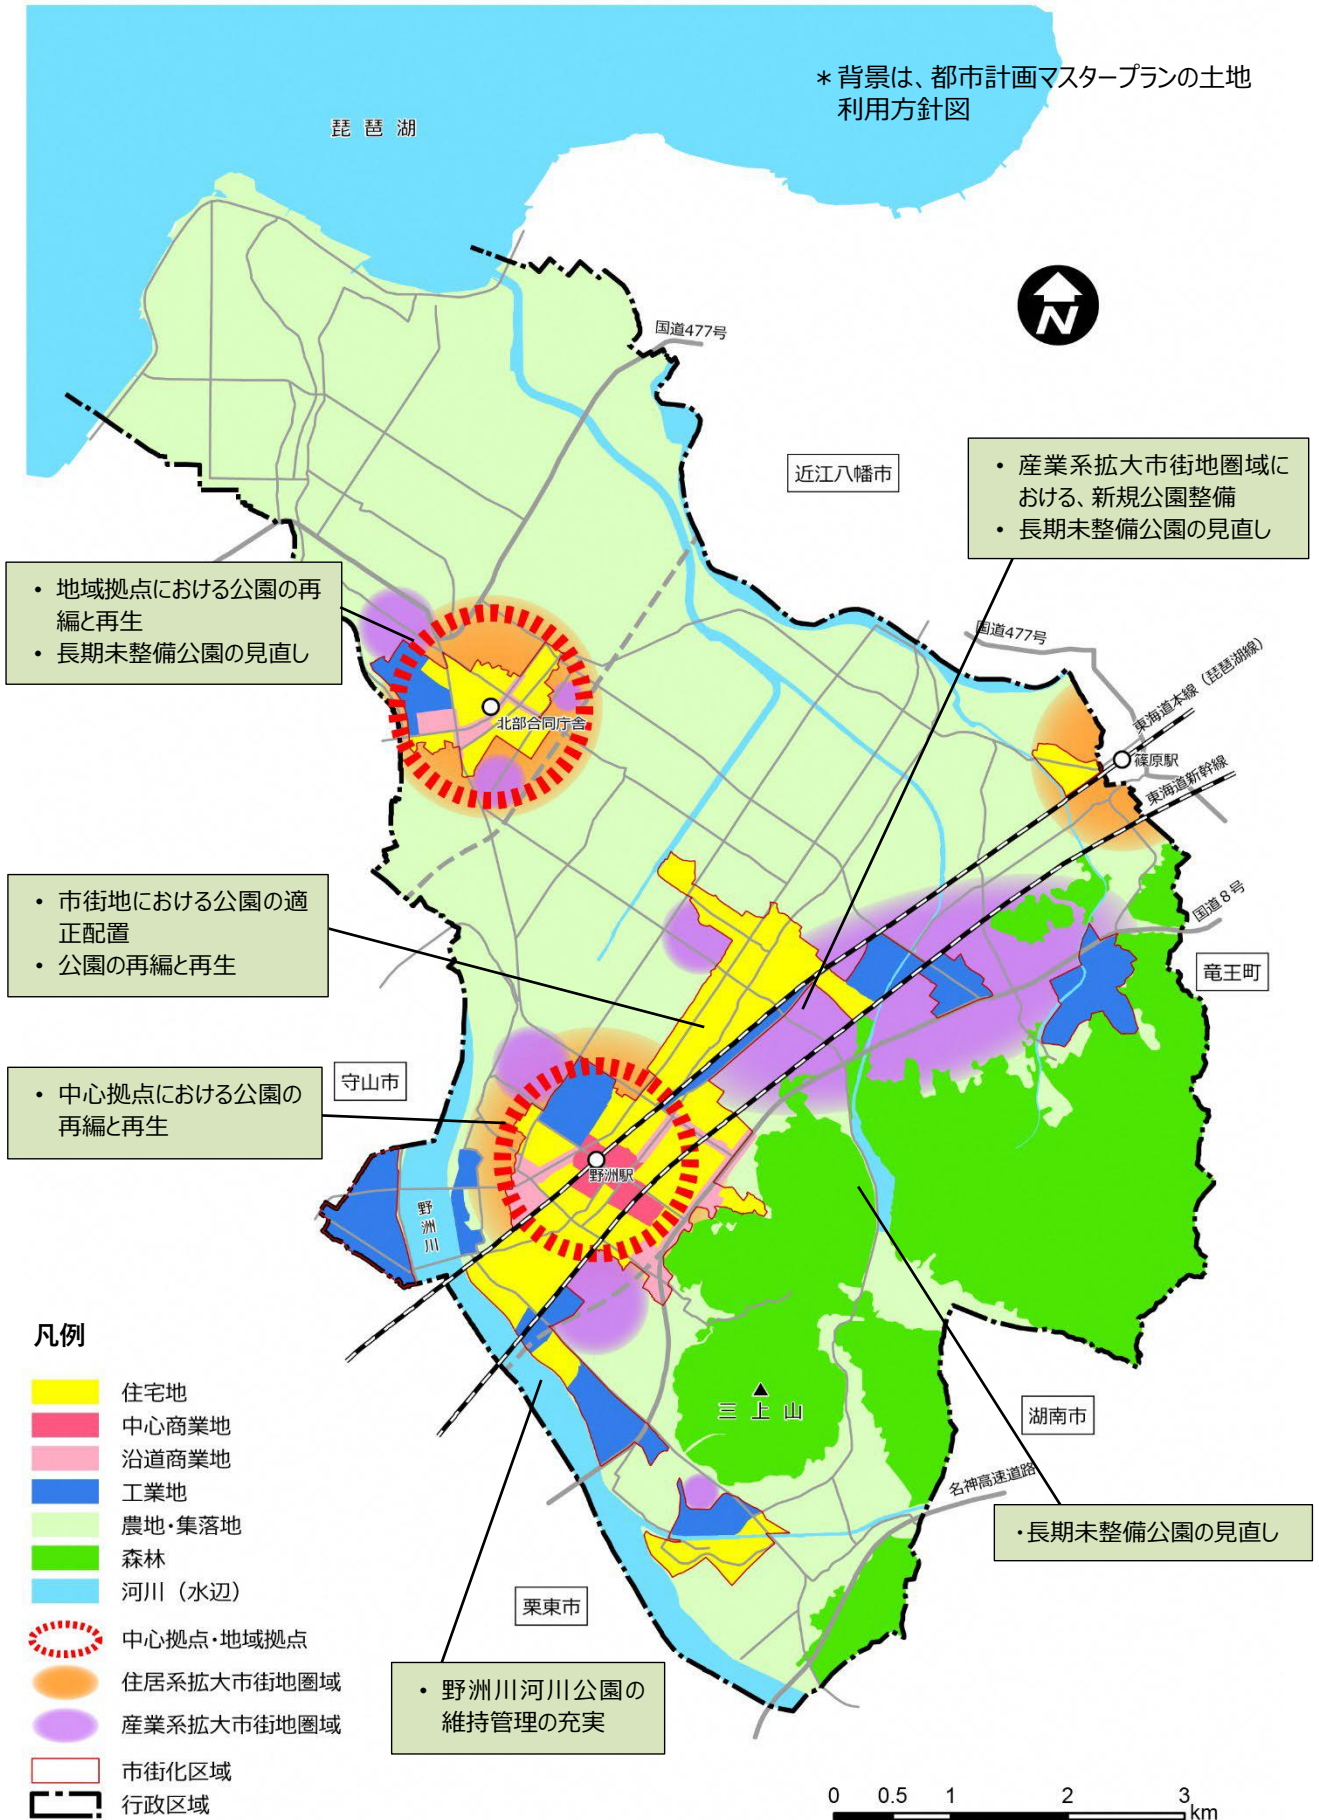 ＊背景は、都市計画マスタープランの土地
利用方針図
琵琶湖
N
国道477号
近江八幡市
・ 産業系拡大市街地圏域に
おける、新規公園整備
・ 長期未整備公園の見直し
・ 地域拠点における公園の再
編と再生
・ 長期未整備公園の見直し
国道477号
東海道本線（琵琶湖線）
北部合同庁舎
篠原駅
東海道新幹線
・ 市街地における公園の適
正配置
・ 公園の再編と再生
国道８号
竜王町
守山市
・ 中心拠点における公園の
再編と再生
野洲駅
野洲川
凡例
住宅地
中心商業地
沿道商業地
工業地
農地・集落地
森林
河川（水辺）
中心拠点・地域拠点
住居系拡大市街地圏域
産業系拡大市街地圏域
市街化区域
行政区域
三上山
湖南市
名神高速道路
・長期未整備公園の見直し
栗東市
・ 野洲川河川公園の
維持管理の充実
0 0.5 1 2 3
km